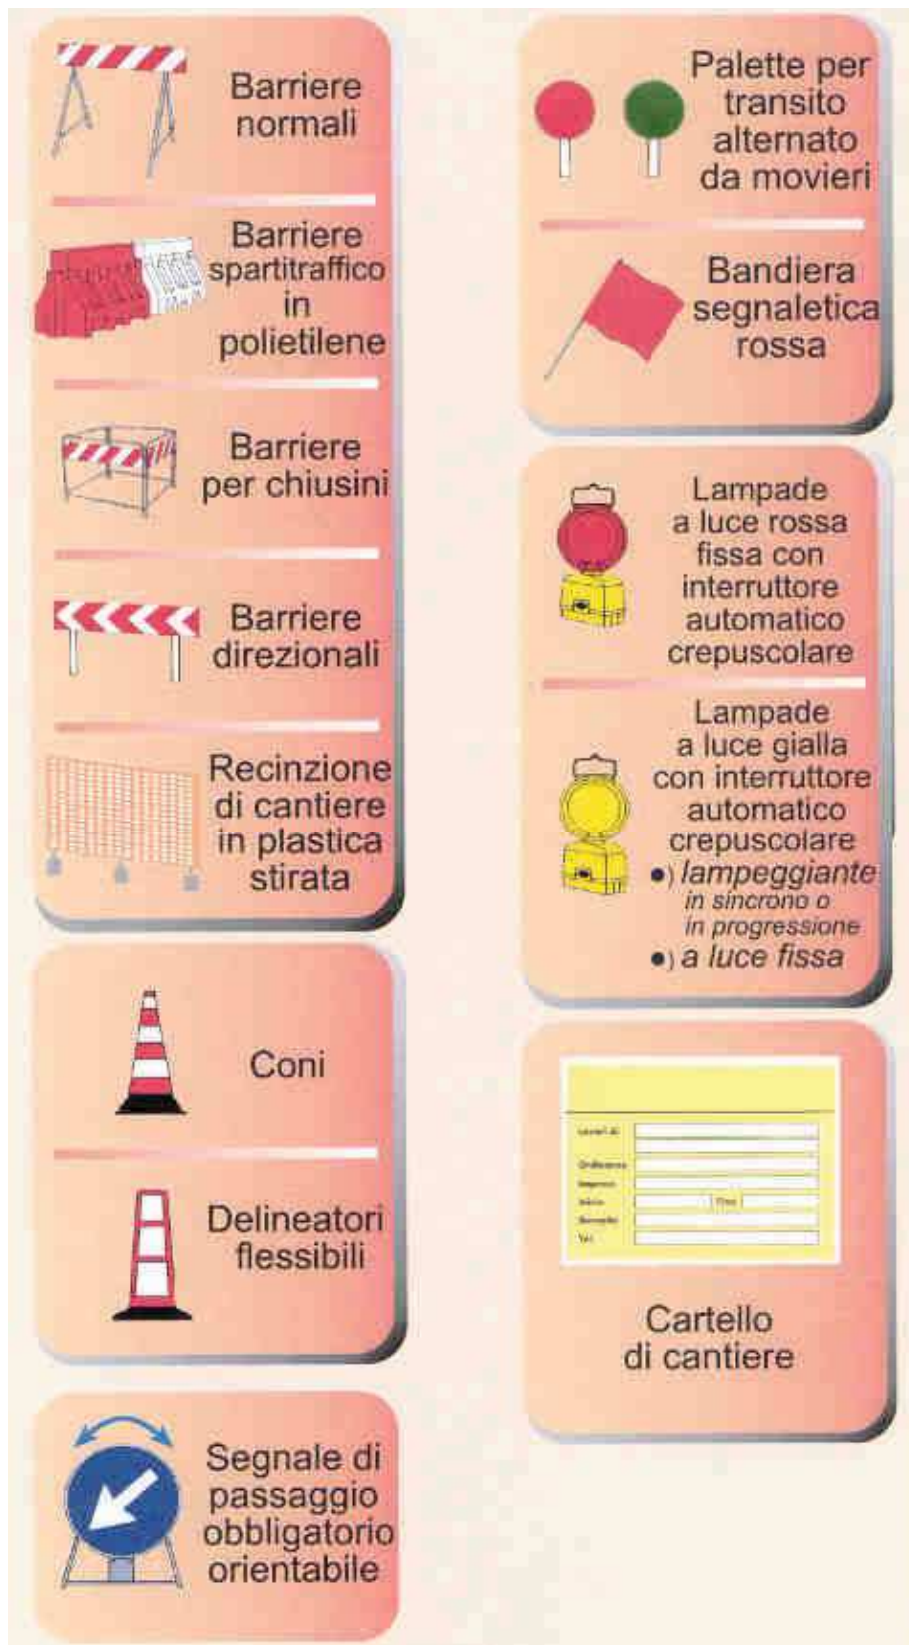 Barriere
normali
Barriere
spartitraffico
in
polietilene
Barriere
per chiusini
Barriere
direzionali
Recinzione
di cantiere
in plastica
stirata
Coni
Delineatori
flessibili
Segnale di
passaggio
obbligatorio
orientabile
Palette per
transito
alternato
da movieri
Bandiera
segnaletica
rossa
Lampade
a luce rossa
fissa con
interruttore
automatico
crepuscolare
Lampade
a luce gialla
con interruttore
automatico
crepuscolare
●) lampeggiante
in sincrono o
in progressione
●) a luce fissa
Cartello
di cantiere